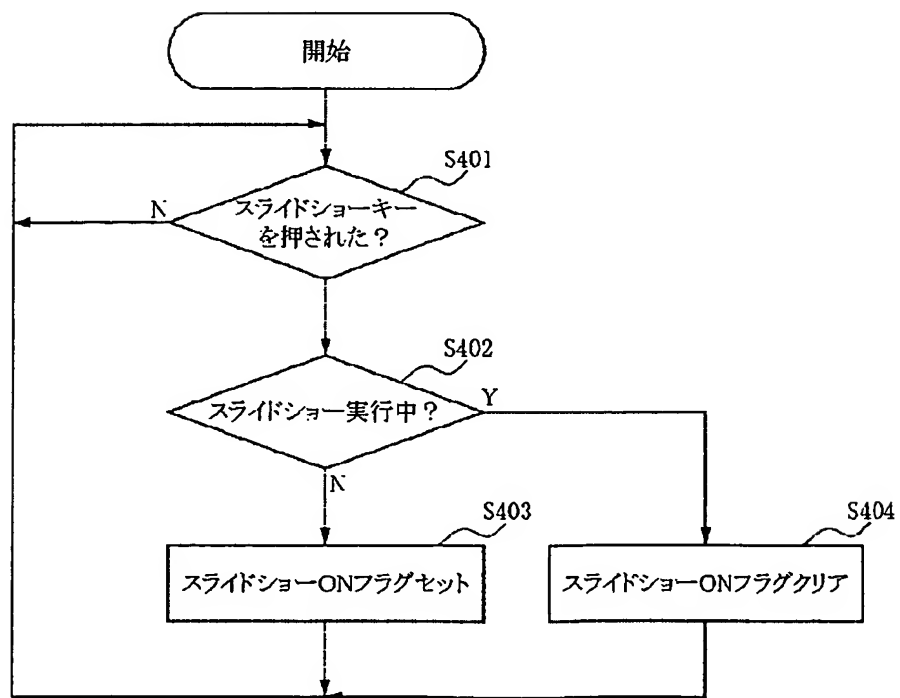 開始
S401
N
スライドショーキー
を押された?
S402
スライドショー実行中?
Y
N
S403
S404
スライドショーONフラグセット
スライドショーONフラグクリア